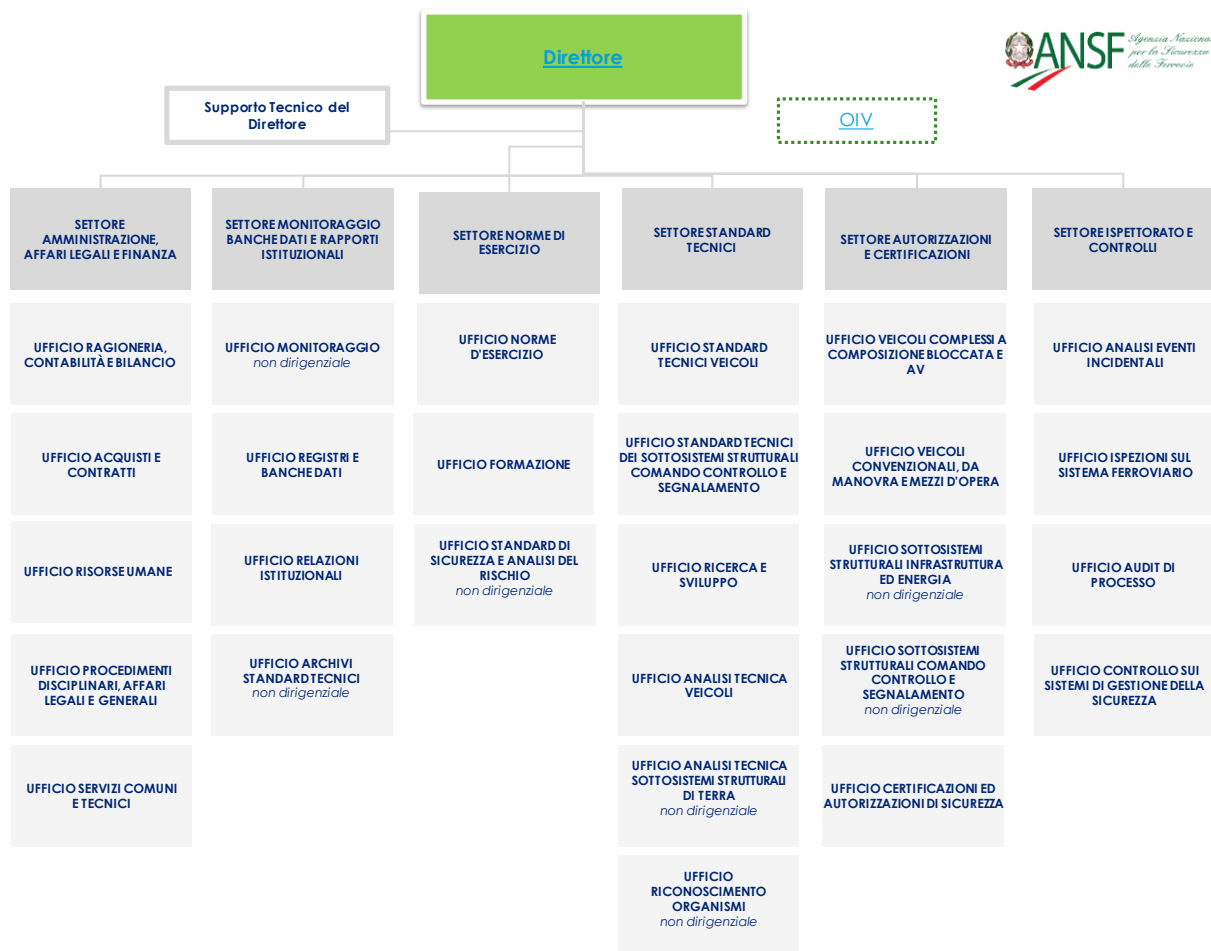 Direttore
ANSF
Agenzia Naziona
per la Sicurezza
delle Ferrovie
Supporto Tecnico del
Direttore
OIV
SETTORE
AMMINISTRAZIONE,
AFFARI LEGALI E FINANZA
SETTORE MONITORAGGIO
BANCHE DATI E RAPPORTI
ISTITUZIONALI
SETTORE NORME DI
ESERCIZIO
SETTORE STANDARD
TECNICI
SETTORE AUTORIZZAZIONI
E CERTIFICAZIONI
SETTORE ISPETTORATO E
CONTROLLI
UFFICIO RAGIONERIA,
CONTABILITÀ E BILANCIO
UFFICIO MONITORAGGIO
non dirigenziale
UFFICIO NORME
D'ESERCIZIO
UFFICIO STANDARD
TECNICI VEICOLI
UFFICIO VEICOLI COMPLESSI A
COMPOSIZIONE BLOCCATA E
AV
UFFICIO ANALISI EVENTI
INCIDENTALI
UFFICIO ACQUISTI E
CONTRATTI
UFFICIO REGISTRI E
BANCHE DATI
UFFICIO FORMAZIONE
UFFICIO STANDARD TECNICI
DEI SOTTOSISTEMI STRUTTURALI
COMANDO CONTROLLO E
SEGNALAMENTO
UFFICIO VEICOLI
CONVENZIONALI, DA
MANOVRA E MEZZI D'OPERA
UFFICIO ISPEZIONI SUL
SISTEMA FERROVIARIO
UFFICIO RISORSE UMANE
UFFICIO RELAZIONI
ISTITUZIONALI
UFFICIO STANDARD DI
SICUREZZA E ANALISI DEL
RISCHIO
non dirigenziale
UFFICIO RICERCA E
SVILUPPO
UFFICIO SOTTOSISTEMI
STRUTTURALI INFRASTRUTTURA
ED ENERGIA
non dirigenziale
UFFICIO AUDIT DI
PROCESSO
UFFICIO PROCEDIMENTI
DISCIPLINARI, AFFARI
LEGALI E GENERALI
UFFICIO ARCHIVI
STANDARD TECNICI
non dirigenziale
UFFICIO ANALISI TECNICA
VEICOLI
UFFICIO SOTTOSISTEMI
STRUTTURALI COMANDO
CONTROLLO E
SEGNALAMENTO
non dirigenziale
UFFICIO CONTROLLO SUI
SISTEMI DI GESTIONE DELLA
SICUREZZA
UFFICIO SERVIZI COMUNI
E TECNICI
UFFICIO ANALISI TECNICA
SOTTOSISTEMI STRUTTURALI
DI TERRA
non dirigenziale
UFFICIO CERTIFICAZIONI ED
AUTORIZZAZIONI DI SICUREZZA
UFFICIO
RICONOSCIMENTO
ORGANISMI
non dirigenziale